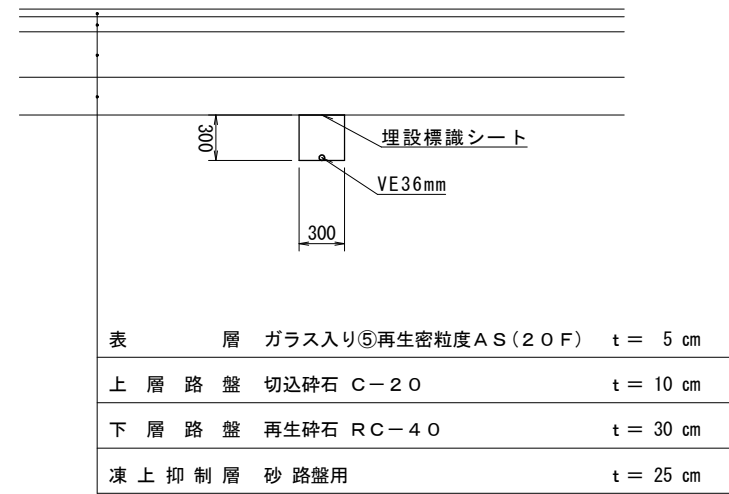 埋設標識シート
300
VE36mm
300
表 層 ガラス入り⑤再生密粒度AS(20F) t= 5 cm
上 層 路 盤 切込砕石 C-20 t= 10 cm
下 層 路 盤 再生砕石 RC-40 t= 30 cm
凍 上 抑 制 層 砂 路盤用 t= 25 cm